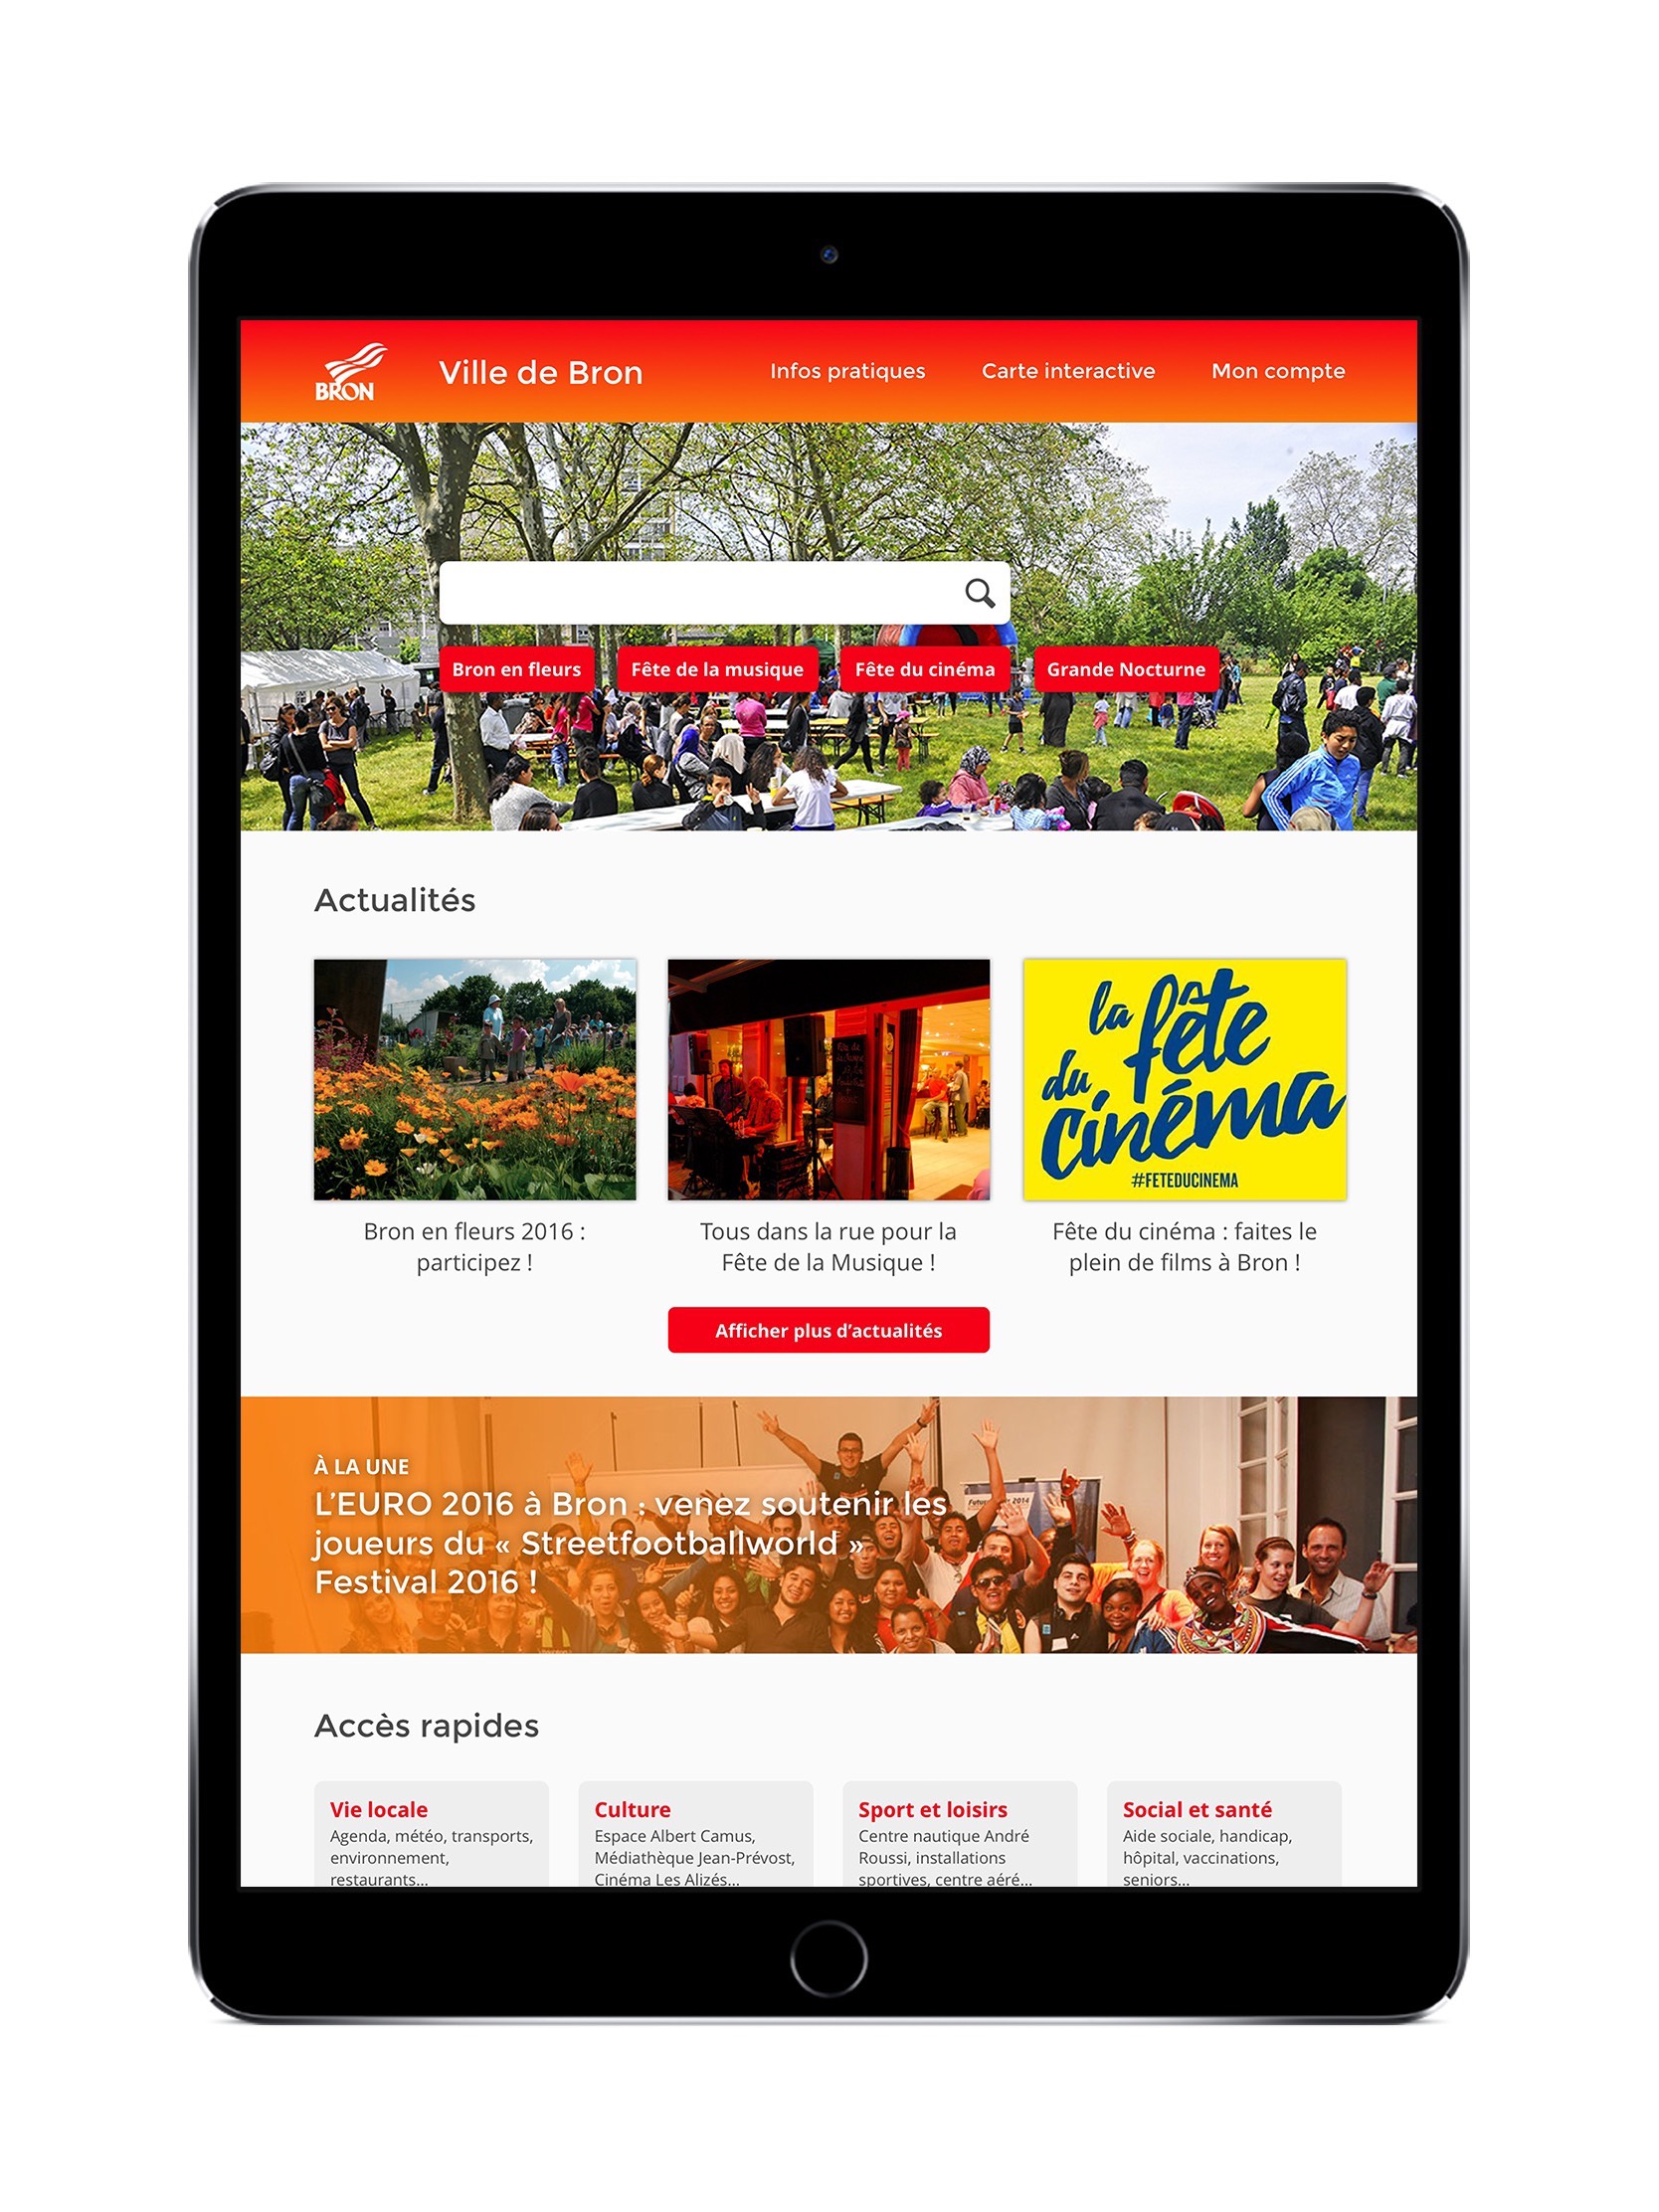 BRON
Ville de Bron
Infos pratiques
Carte interactive
Mon compte
Bron en fleurs
Fête de la musique
Fête du cinéma
Grande Nocturne
Actualités
la fête
du
cinéma
#FETEDUCINEMA
Bron en fleurs 2016 :
participez !
Tous dans la rue pour la
Fête de la Musique !
Fête du cinéma : faites le
plein de films à Bron !
Afficher plus d’actualités
À LA UNE
L’EURO 2016 à Bron : venez soutenir les
joueurs du « Streetfootballworld »
Festival 2016 !
Accès rapides
Vie locale
Agenda, météo, transports,
environnement,
restaurants...
Culture
Espace Albert Camus,
Médiathèque Jean-Prévost,
Cinéma Les Alizés...
Sport et loisirs
Centre nautique André
Roussi, installations
sportives, centre aéré...
Social et santé
Aide sociale, handicap,
hôpital, vaccinations,
seniors...